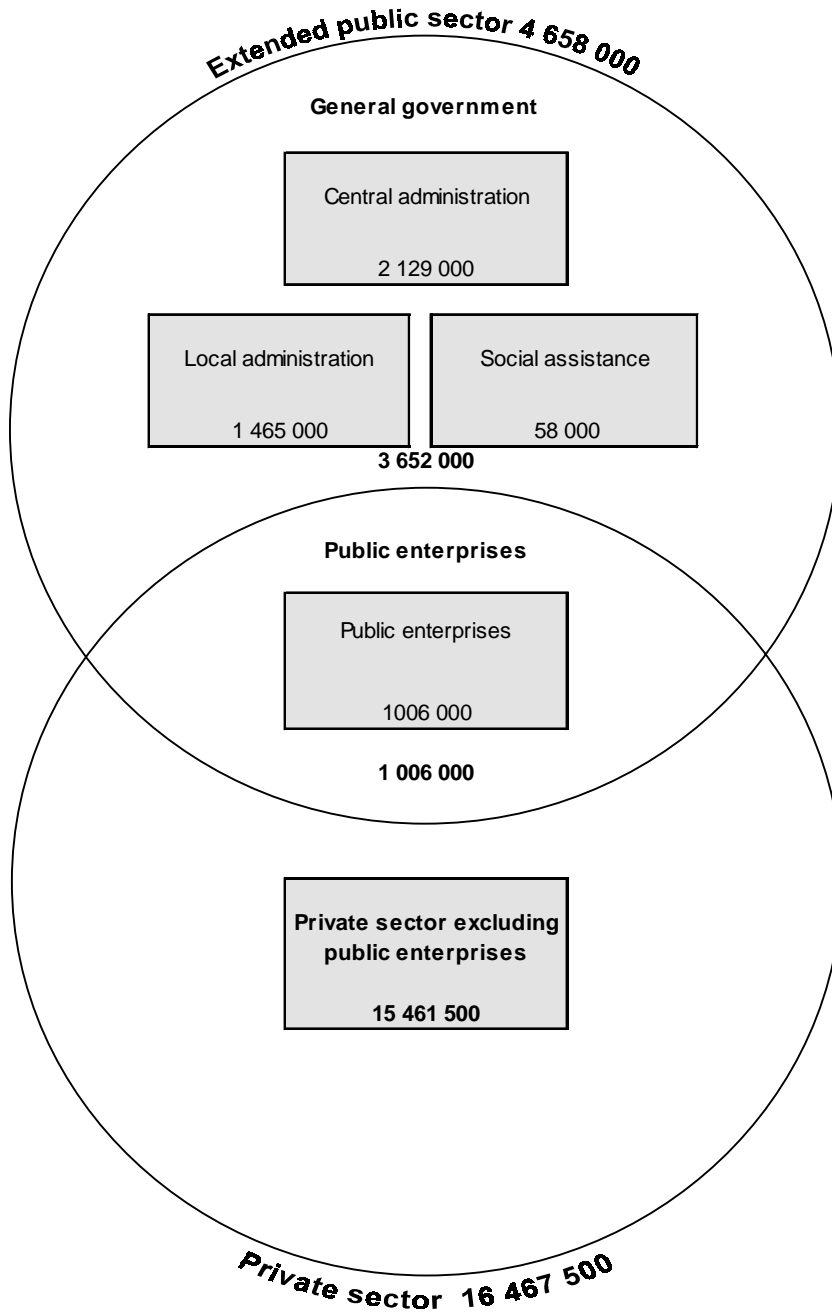 Extended public sector 4 658 000
General government
Central administration
2 129 000
Local administration
1 465 000
Social assistance
58 000
3 652 000
Public enterprises
Public enterprises
1006 000
1 006 000
Private sector excluding
public enterprises
15 461 500
Private sector 16 467 500